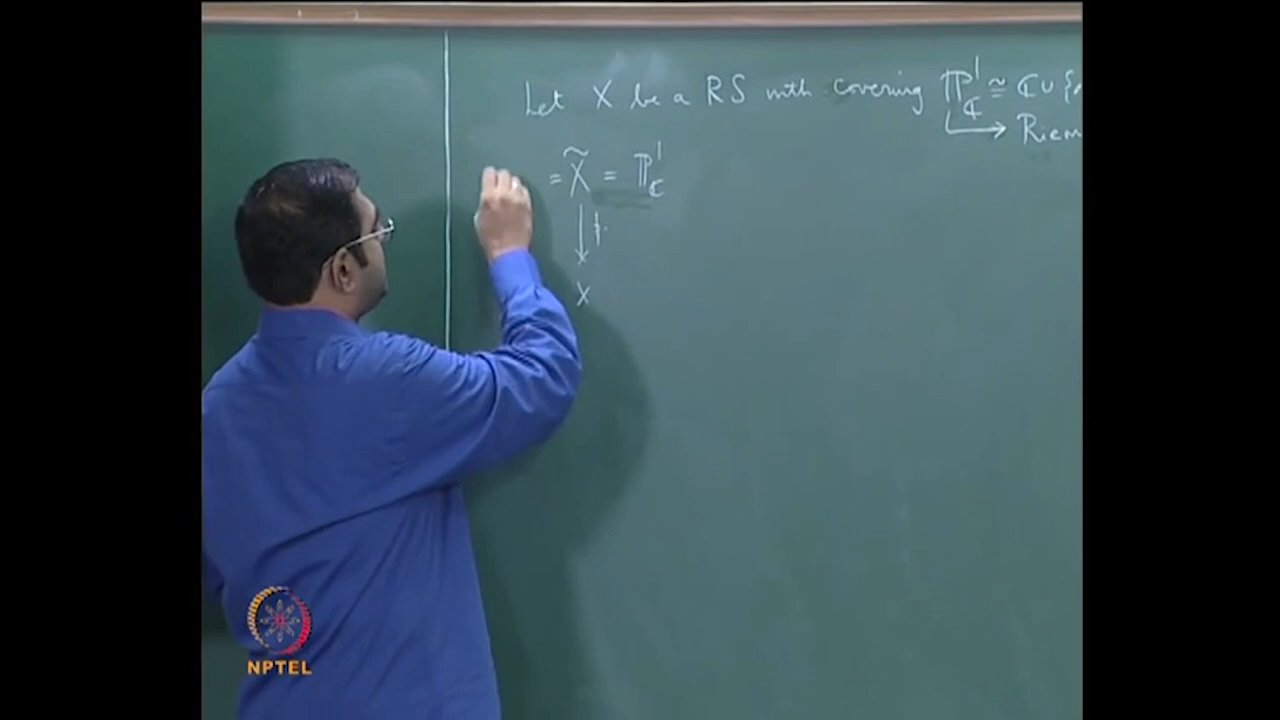 Let X be a RS with covering ℙ¹_ℂ ≅ ℂ ∪ {
→ Riem
= X̃ = ℙ¹_ℂ
↓
X
NPTEL